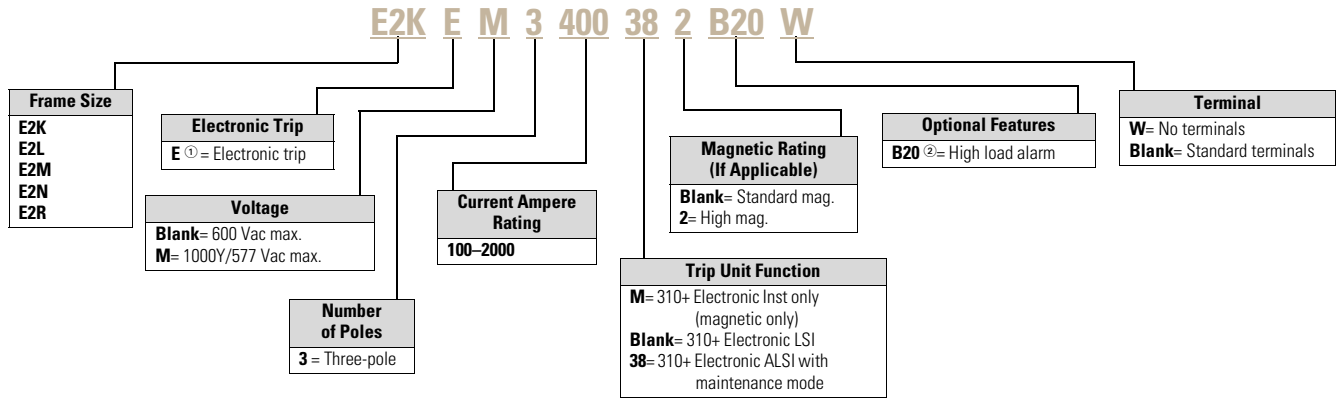 E2K E M 3 400 38 2 B20 W
Frame Size
E2K
E2L
E2M
E2N
E2R
Electronic Trip
E ① = Electronic trip
Voltage
Blank= 600 Vac max.
M= 1000Y/577 Vac max.
Number
of Poles
3 = Three-pole
Current Ampere
Rating
100–2000
Trip Unit Function
M= 310+ Electronic Inst only
(magnetic only)
Blank= 310+ Electronic LSI
38= 310+ Electronic ALSI with
maintenance mode
Magnetic Rating
(If Applicable)
Blank= Standard mag.
2= High mag.
Optional Features
B20 ②= High load alarm
Terminal
W= No terminals
Blank= Standard terminals